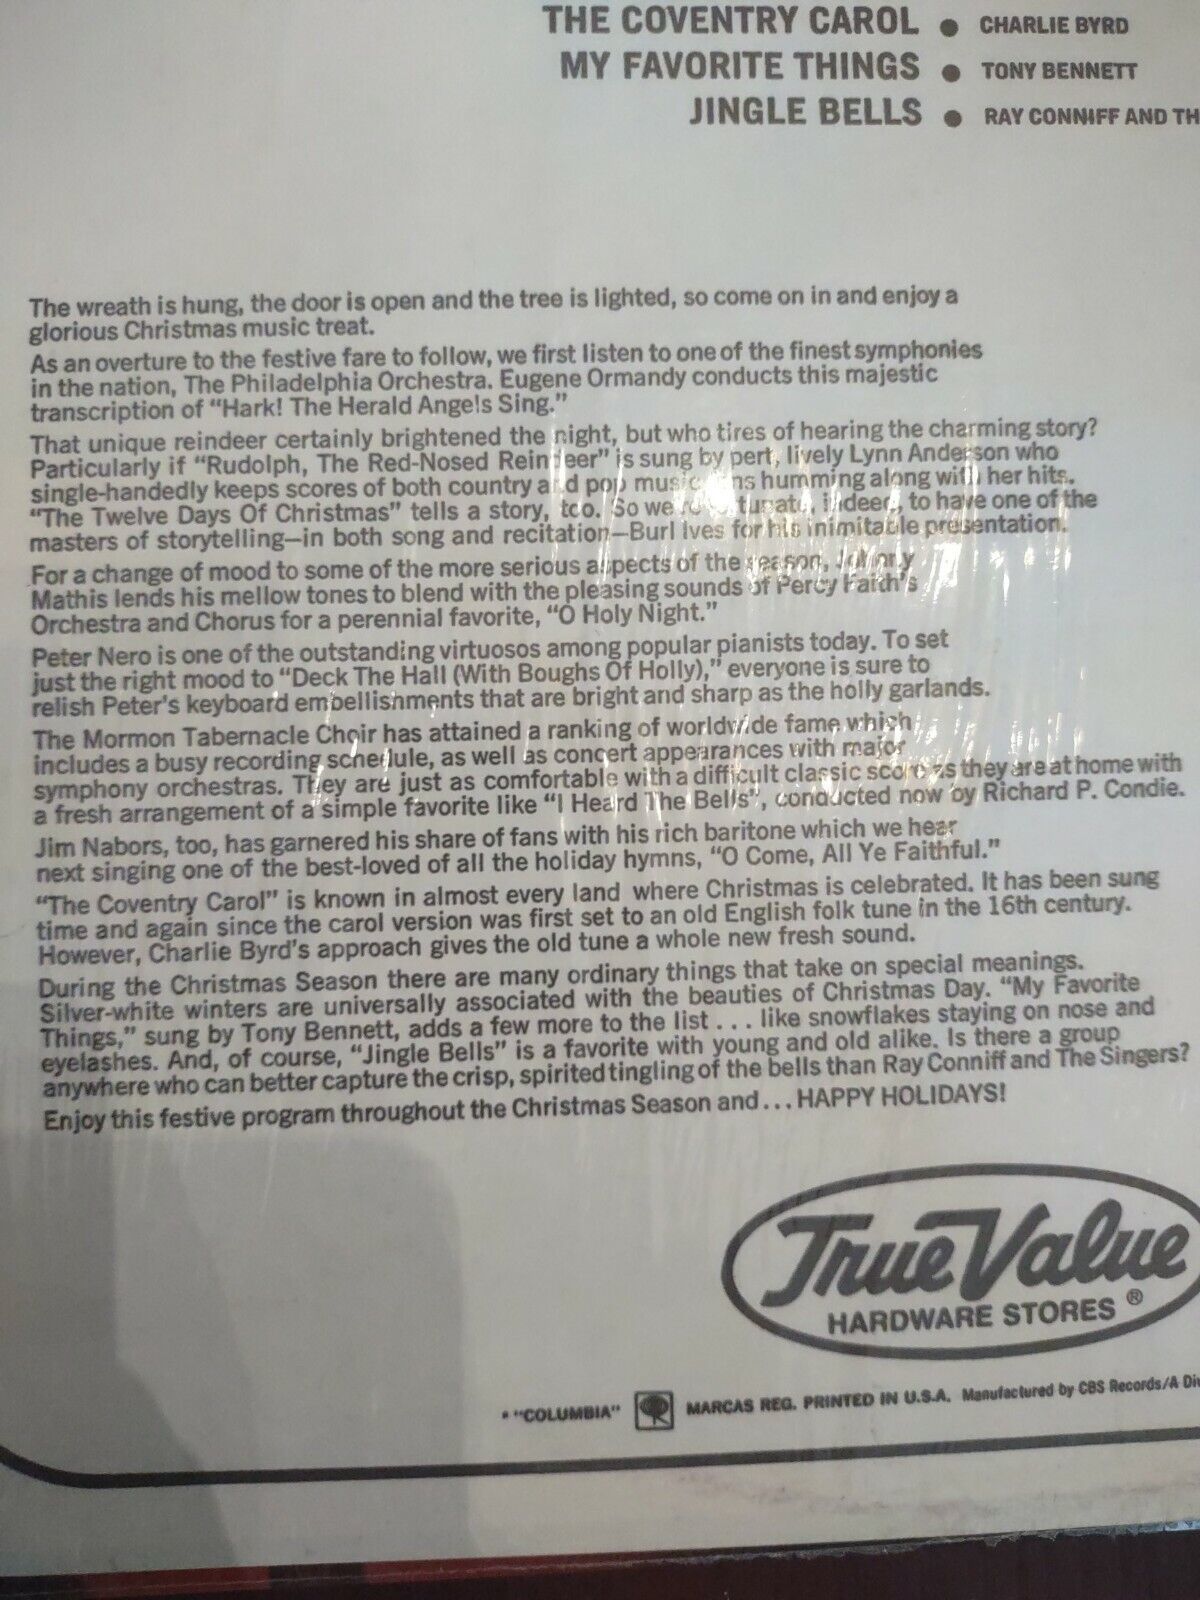 THE COVENTRY CAROL ● CHARLIE BYRD
MY FAVORITE THINGS ● TONY BENNETT
JINGLE BELLS ● RAY CONNIFF AND TH
The wreath is hung, the door is open and the tree is lighted, so come on in and enjoy a
glorious Christmas music treat.
As an overture to the festive fare to follow, we first listen to one of the finest symphonies
in the nation, The Philadelphia Orchestra. Eugene Ormandy conducts this majestic
transcription of “Hark! The Herald Angels Sing.”
That unique reindeer certainly brightened the night, but who tires of hearing the charming story?
Particularly if “Rudolph, The Red-Nosed Reindeer” is sung by pert, lively Lynn Anderson who
single-handedly keeps scores of both country and pop musicians humming along with her hits.
“The Twelve Days Of Christmas” tells a story, too. So we're fortunate, indeed, to have one of the
masters of storytelling—in both song and recitation—Burl Ives for his inimitable presentation.
For a change of mood to some of the more serious aspects of the season, Johnny
Mathis lends his mellow tones to blend with the pleasing sounds of Percy Faith's
Orchestra and Chorus for a perennial favorite, “O Holy Night.”
Peter Nero is one of the outstanding virtuosos among popular pianists today. To set
just the right mood to “Deck The Hall (With Boughs Of Holly),” everyone is sure to
relish Peter's keyboard embellishments that are bright and sharp as the holly garlands.
The Mormon Tabernacle Choir has attained a ranking of worldwide fame which
includes a busy recording schedule, as well as concert appearances with major
symphony orchestras. They are just as comfortable with a difficult classic score as they are at home with
a fresh arrangement of a simple favorite like “I Heard The Bells”, conducted now by Richard P. Condie.
Jim Nabors, too, has garnered his share of fans with his rich baritone which we hear
next singing one of the best-loved of all the holiday hymns, “O Come, All Ye Faithful.”
“The Coventry Carol” is known in almost every land where Christmas is celebrated. It has been sung
time and again since the carol version was first set to an old English folk tune in the 16th century.
However, Charlie Byrd's approach gives the old tune a whole new fresh sound.
During the Christmas Season there are many ordinary things that take on special meanings.
Silver-white winters are universally associated with the beauties of Christmas Day. “My Favorite
Things,” sung by Tony Bennett, adds a few more to the list . . . like snowflakes staying on nose and
eyelashes. And, of course, “Jingle Bells” is a favorite with young and old alike. Is there a group
anywhere who can better capture the crisp, spirited tingling of the bells than Ray Conniff and The Singers?
Enjoy this festive program throughout the Christmas Season and . . . HAPPY HOLIDAYS!
True Value
HARDWARE STORES ®
• “COLUMBIA” MARCAS REG. PRINTED IN U.S.A. Manufactured by CBS Records/A Div